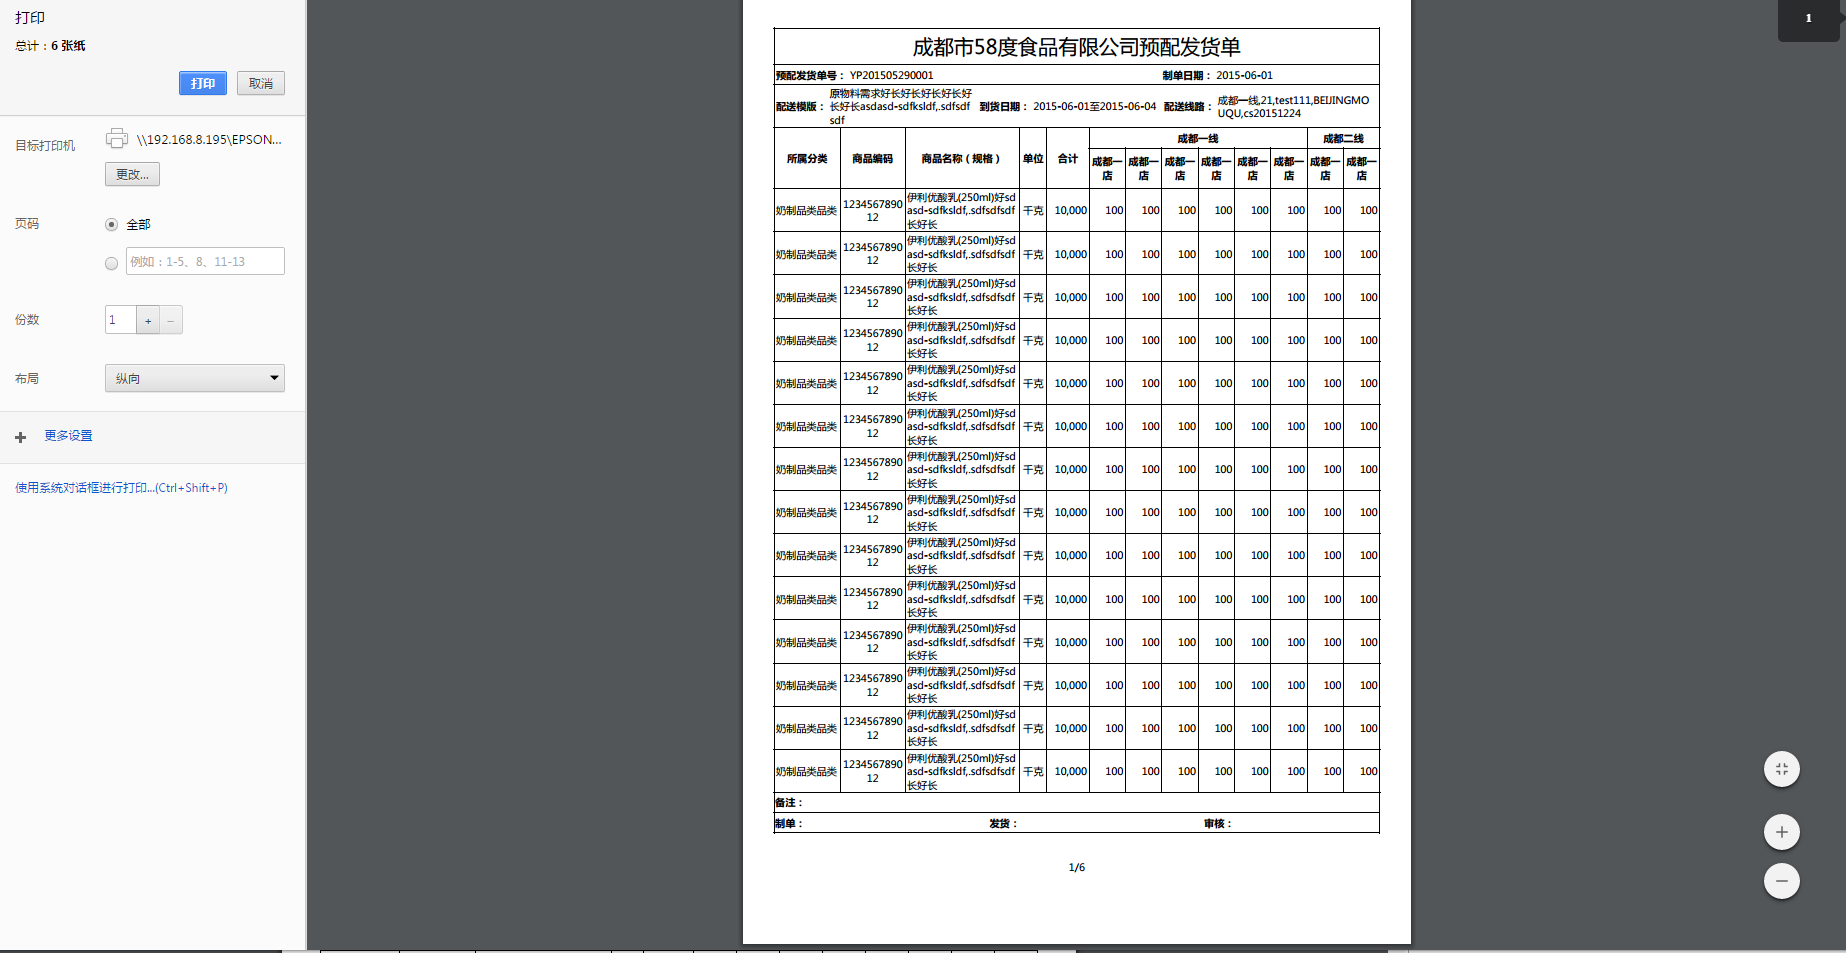 打印
总计：6 张纸
打印 取消
目标打印机 \\192.168.8.195\EPSON...
更改...
页码 全部
例如：1-5、8、11-13
份数 1 + −
布局 纵向
更多设置
使用系统对话框进行打印...(Ctrl+Shift+P)
1
成都市58度食品有限公司预配发货单
预配发货单号： YP201505290001 制单日期： 2015-06-01
配送模版： 原物料需求好长好长好长好长好
长好长asdasd-sdfksldf,.sdfsdf
sdf
到货日期： 2015-06-01至2015-06-04 配送线路： 成都一线,21,test111,BEIJINGMO
UQU,cs20151224
所属分类 商品编码 商品名称（规格） 单位 合计 成都一线 成都二线
成都一店 成都一店 成都一店 成都一店 成都一店 成都一店 成都一店 成都一店
奶制品类品类 123456789012 伊利优酸乳(250ml)好sdasd-sdfksldf,.sdfsdfsdf长好长 千克 10,000 100 100 100 100 100 100 100 100
奶制品类品类 123456789012 伊利优酸乳(250ml)好sdasd-sdfksldf,.sdfsdfsdf长好长 千克 10,000 100 100 100 100 100 100 100 100
奶制品类品类 123456789012 伊利优酸乳(250ml)好sdasd-sdfksldf,.sdfsdfsdf长好长 千克 10,000 100 100 100 100 100 100 100 100
奶制品类品类 123456789012 伊利优酸乳(250ml)好sdasd-sdfksldf,.sdfsdfsdf长好长 千克 10,000 100 100 100 100 100 100 100 100
奶制品类品类 123456789012 伊利优酸乳(250ml)好sdasd-sdfksldf,.sdfsdfsdf长好长 千克 10,000 100 100 100 100 100 100 100 100
奶制品类品类 123456789012 伊利优酸乳(250ml)好sdasd-sdfksldf,.sdfsdfsdf长好长 千克 10,000 100 100 100 100 100 100 100 100
奶制品类品类 123456789012 伊利优酸乳(250ml)好sdasd-sdfksldf,.sdfsdfsdf长好长 千克 10,000 100 100 100 100 100 100 100 100
奶制品类品类 123456789012 伊利优酸乳(250ml)好sdasd-sdfksldf,.sdfsdfsdf长好长 千克 10,000 100 100 100 100 100 100 100 100
奶制品类品类 123456789012 伊利优酸乳(250ml)好sdasd-sdfksldf,.sdfsdfsdf长好长 千克 10,000 100 100 100 100 100 100 100 100
奶制品类品类 123456789012 伊利优酸乳(250ml)好sdasd-sdfksldf,.sdfsdfsdf长好长 千克 10,000 100 100 100 100 100 100 100 100
奶制品类品类 123456789012 伊利优酸乳(250ml)好sdasd-sdfksldf,.sdfsdfsdf长好长 千克 10,000 100 100 100 100 100 100 100 100
奶制品类品类 123456789012 伊利优酸乳(250ml)好sdasd-sdfksldf,.sdfsdfsdf长好长 千克 10,000 100 100 100 100 100 100 100 100
奶制品类品类 123456789012 伊利优酸乳(250ml)好sdasd-sdfksldf,.sdfsdfsdf长好长 千克 10,000 100 100 100 100 100 100 100 100
奶制品类品类 123456789012 伊利优酸乳(250ml)好sdasd-sdfksldf,.sdfsdfsdf长好长 千克 10,000 100 100 100 100 100 100 100 100
备注：
制单： 发货： 审核：
1/6